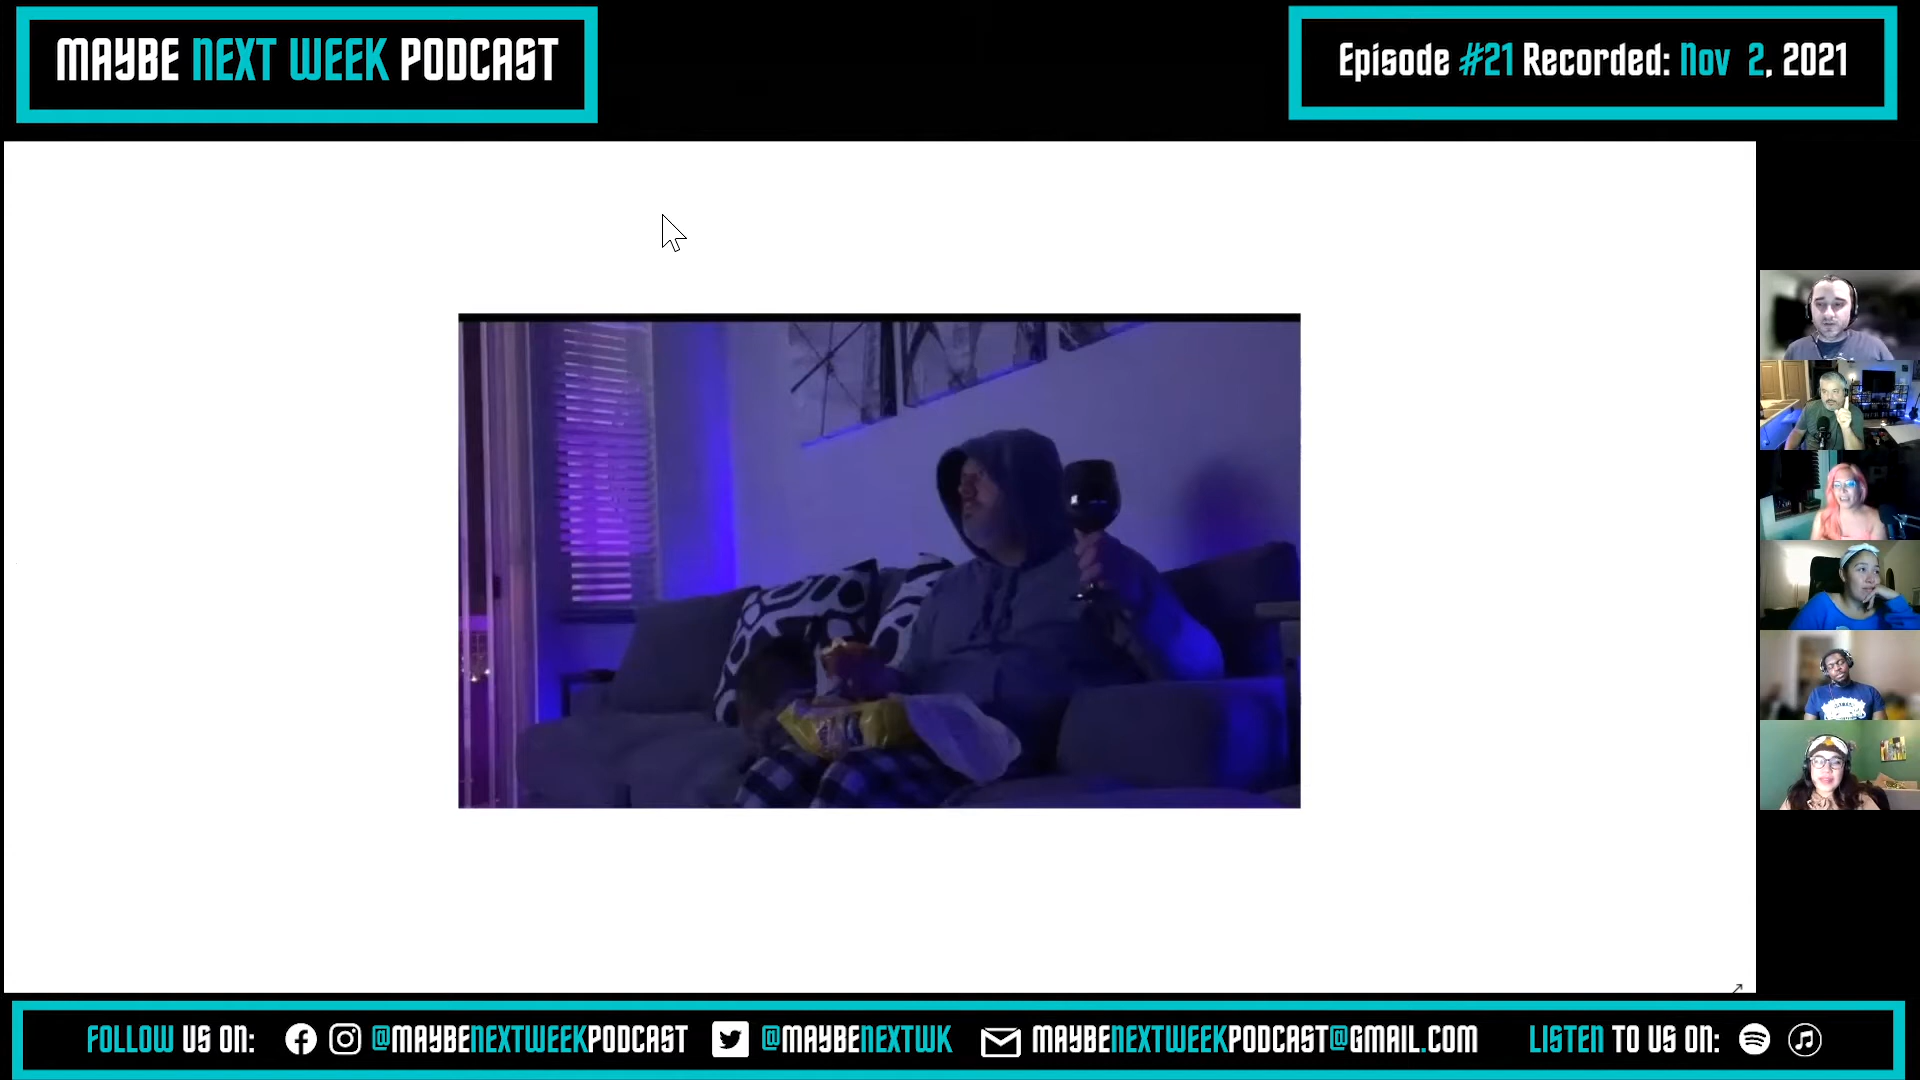 MAYBE NEXT WEEK PODCAST
Episode #21 Recorded: Nov 2, 2021
FOLLOW US ON: @MAYBENEXTWEEKPODCAST @MAYBENEXTWK MAYBENEXTWEEKPODCAST@GMAIL.COM LISTEN TO US ON: